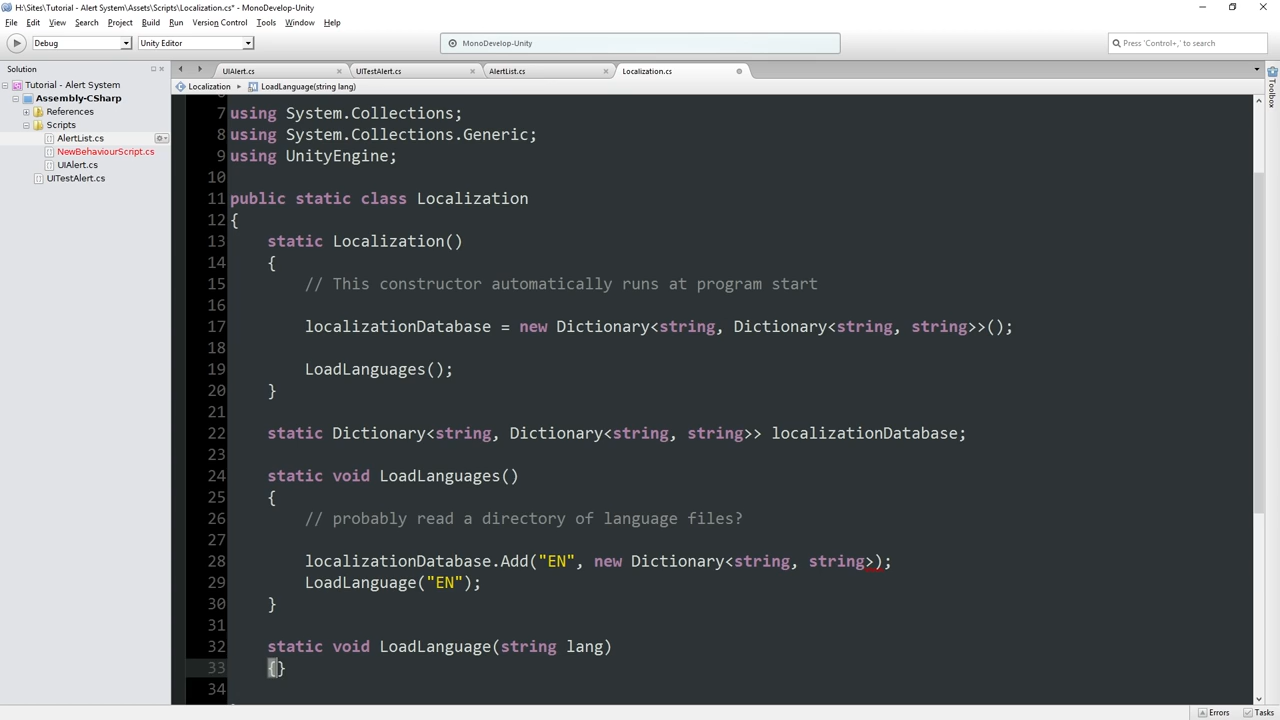 H:\Sites\Tutorial - Alert System\Assets\Scripts\Localization.cs* - MonoDevelop-Unity
File Edit View Search Project Build Run Version Control Tools Window Help
Debug Unity Editor MonoDevelop-Unity Press 'Control+,' to search
Solution UIAlert.cs UITestAlert.cs AlertList.cs Localization.cs
Tutorial - Alert System
Assembly-CSharp
References
Scripts
AlertList.cs
NewBehaviourScript.cs
UIAlert.cs
UITestAlert.cs
Localization LoadLanguage(string lang)
7 using System.Collections;
8 using System.Collections.Generic;
9 using UnityEngine;
10
11 public static class Localization
12 {
13 static Localization()
14 {
15 // This constructor automatically runs at program start
16
17 localizationDatabase = new Dictionary<string, Dictionary<string, string>>();
18
19 LoadLanguages();
20 }
21
22 static Dictionary<string, Dictionary<string, string>> localizationDatabase;
23
24 static void LoadLanguages()
25 {
26 // probably read a directory of language files?
27
28 localizationDatabase.Add("EN", new Dictionary<string, string>);
29 LoadLanguage("EN");
30 }
31
32 static void LoadLanguage(string lang)
33 {}
34
Toolbox
Errors Tasks